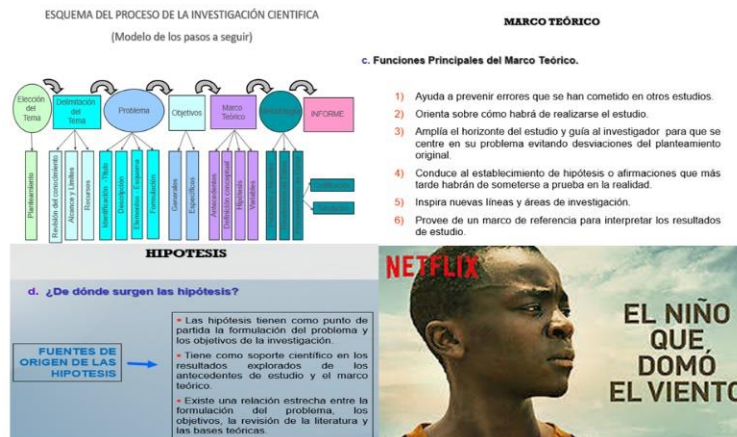 ESQUEMA DEL PROCESO DE LA INVESTIGACIÓN CIENTIFICA
(Modelo de los pasos a seguir)
Elección
del
Tema
Delimitación
del
Tema
Problema
Objetivos
Marco
Teórico
INFORME
Planteamiento
Revisión del conocimiento
Alcance y Límites
Recursos
Identificación -Título
Descripción
Elementos - Esquema
Formulación
Generales
Específicos
Antecedentes
Definición conceptual
Hipótesis
Variables
MARCO TEÓRICO
c. Funciones Principales del Marco Teórico.
1) Ayuda a prevenir errores que se han cometido en otros estudios.
2) Orienta sobre cómo habrá de realizarse el estudio.
3) Amplía el horizonte del estudio y guía al investigador para que se
centre en su problema evitando desviaciones del planteamiento
original.
4) Conduce al establecimiento de hipótesis o afirmaciones que más
tarde habrán de someterse a prueba en la realidad.
5) Inspira nuevas líneas y áreas de investigación.
6) Provee de un marco de referencia para interpretar los resultados
de estudio.
HIPOTESIS
d. ¿De dónde surgen las hipótesis?
FUENTES DE
ORIGEN DE LAS
HIPOTESIS
• Las hipótesis tienen como punto de
partida la formulación del problema y
los objetivos de la investigación.
• Tiene como soporte científico en los
resultados explorados de los
antecedentes de estudio y el marco
teórico.
• Existe una relación estrecha entre la
formulación del problema, los
objetivos, la revisión de la literatura y
las bases teóricas.
NETFLIX
EL NIÑO
QUE
DOMÓ
EL VIENTO